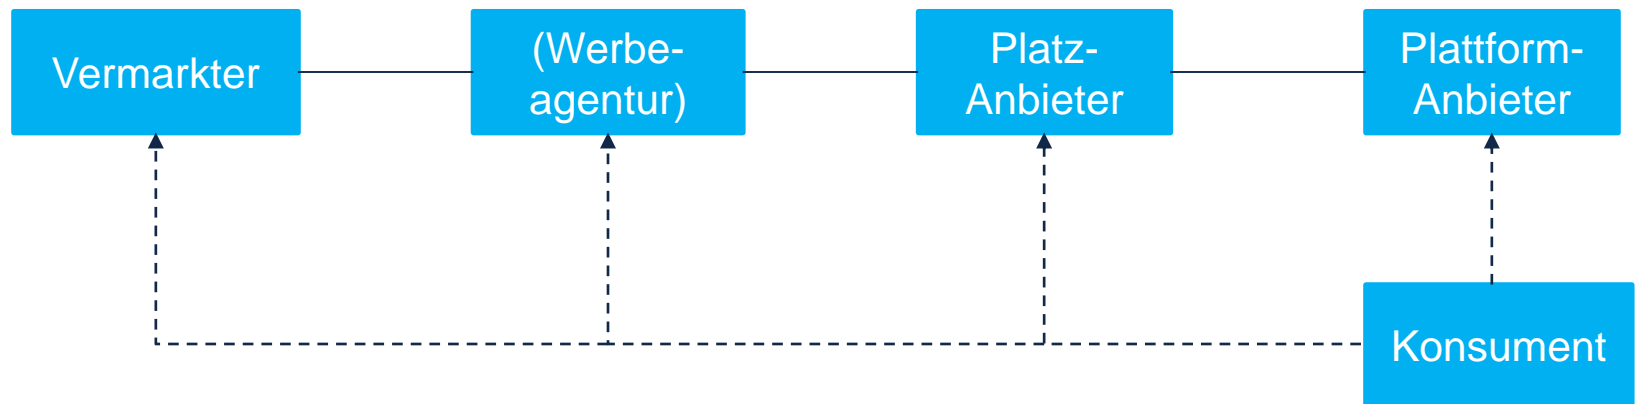 Vermarkter
(Werbe-
agentur)
Platz-
Anbieter
Plattform-
Anbieter
Konsument